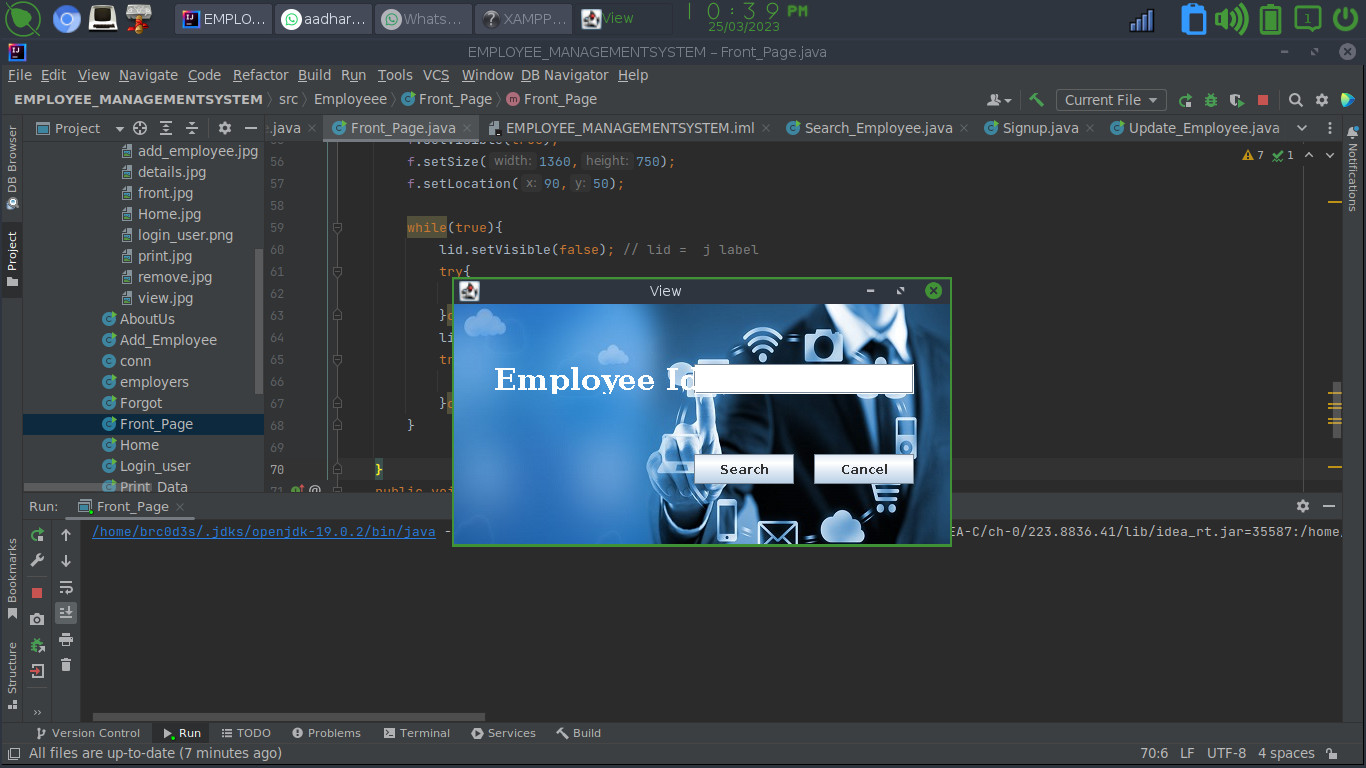 EMPLO...
aadhar...
Whats...
XAMPP...
View
0:39 PM
25/03/2023
1
EMPLOYEE_MANAGEMENTSYSTEM – Front_Page.java
File Edit View Navigate Code Refactor Build Run Tools VCS Window DB Navigator Help
EMPLOYEE_MANAGEMENTSYSTEM src Employeee Front_Page Front_Page
Current File
Project
.java Front_Page.java EMPLOYEE_MANAGEMENTSYSTEM.iml Search_Employee.java Signup.java Update_Employee.java
DB Browser
Project
Bookmarks
Structure
Notifications
add_employee.jpg
details.jpg
front.jpg
Home.jpg
login_user.png
print.jpg
remove.jpg
view.jpg
AboutUs
Add_Employee
conn
employers
Forgot
Front_Page
Home
Login_user
Print_Data
7 1
56 f.setSize( width: 1360, height: 750);
57 f.setLocation( x: 90, y: 50);
58
59 while(true){
60 lid.setVisible(false); // lid =  j label
61 try{
62
63 }
64 li
65 tr
66
67 }
68 }
69
70 }
71 public voi
View
Employee Id
Search Cancel
Run: Front_Page
/home/brc0d3s/.jdks/openjdk-19.0.2/bin/java -
EA-C/ch-0/223.8836.41/lib/idea_rt.jar=35587:/home/
Version Control Run TODO Problems Terminal Services Build
All files are up-to-date (7 minutes ago)
70:6 LF UTF-8 4 spaces